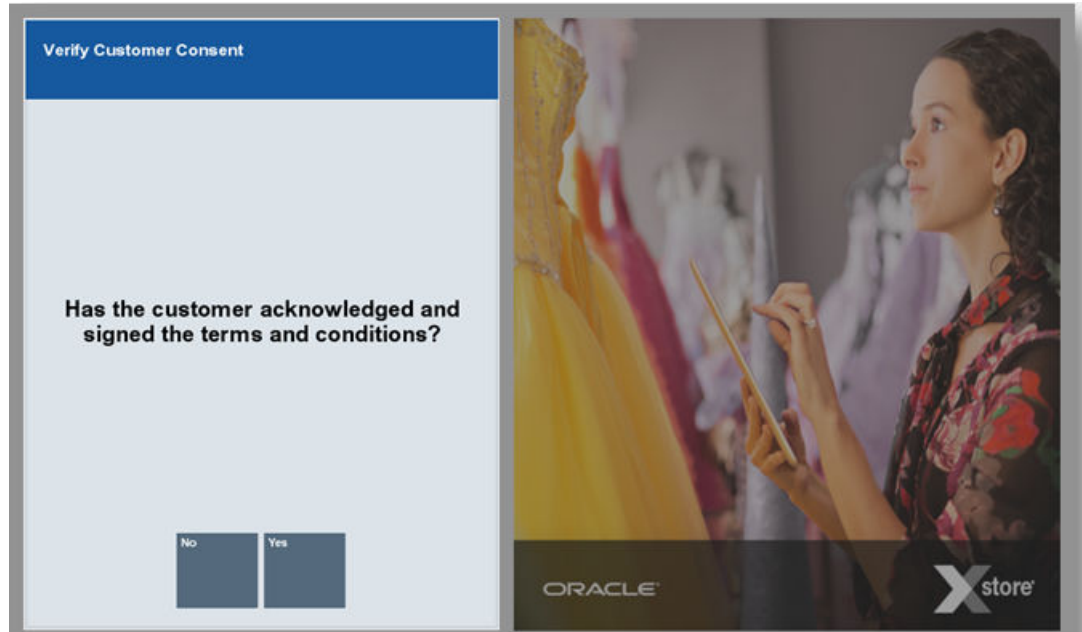 Verify Customer Consent
Has the customer acknowledged and
signed the terms and conditions?
No
Yes
ORACLE
Xstore